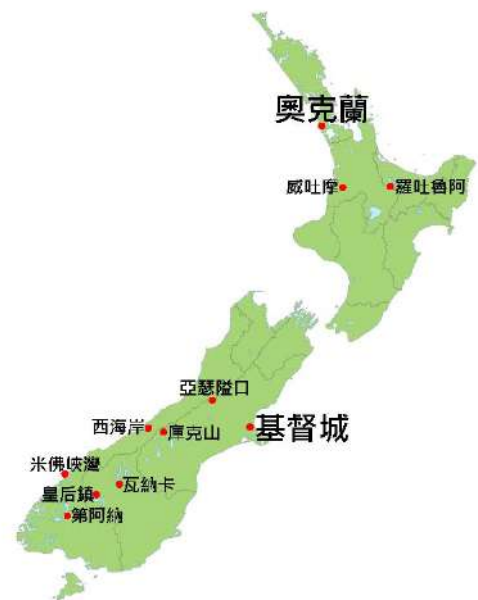 奧克蘭
威吐摩
羅吐魯阿
亞瑟隘口
西海岸
庫克山
基督城
米佛峽灣
瓦納卡
皇后鎮
第阿納